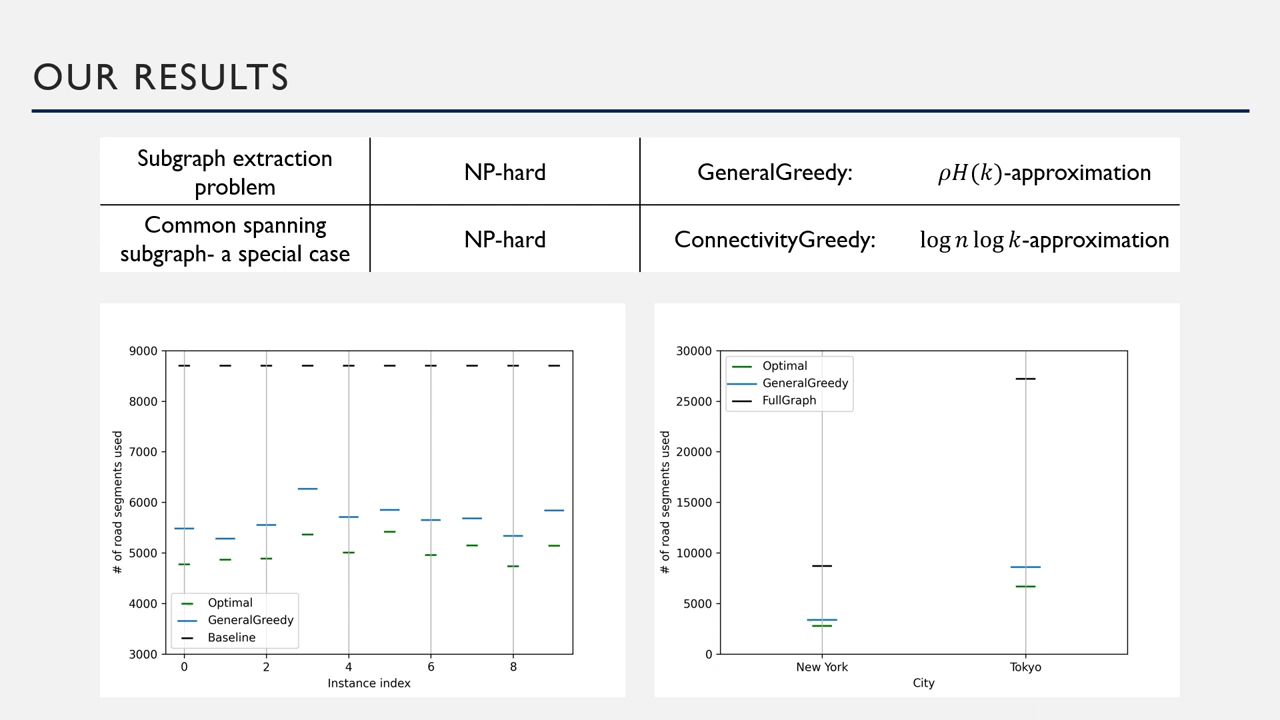 OUR RESULTS
Subgraph extraction
problem
NP-hard
GeneralGreedy:
ρH(k)-approximation
Common spanning
subgraph- a special case
NP-hard
ConnectivityGreedy:
log n log k-approximation
9000
8000
7000
6000
5000
4000
3000
# of road segments used
Optimal
GeneralGreedy
Baseline
0 2 4 6 8
Instance index
30000
25000
20000
15000
10000
5000
0
# of road segments used
Optimal
GeneralGreedy
FullGraph
New York Tokyo
City